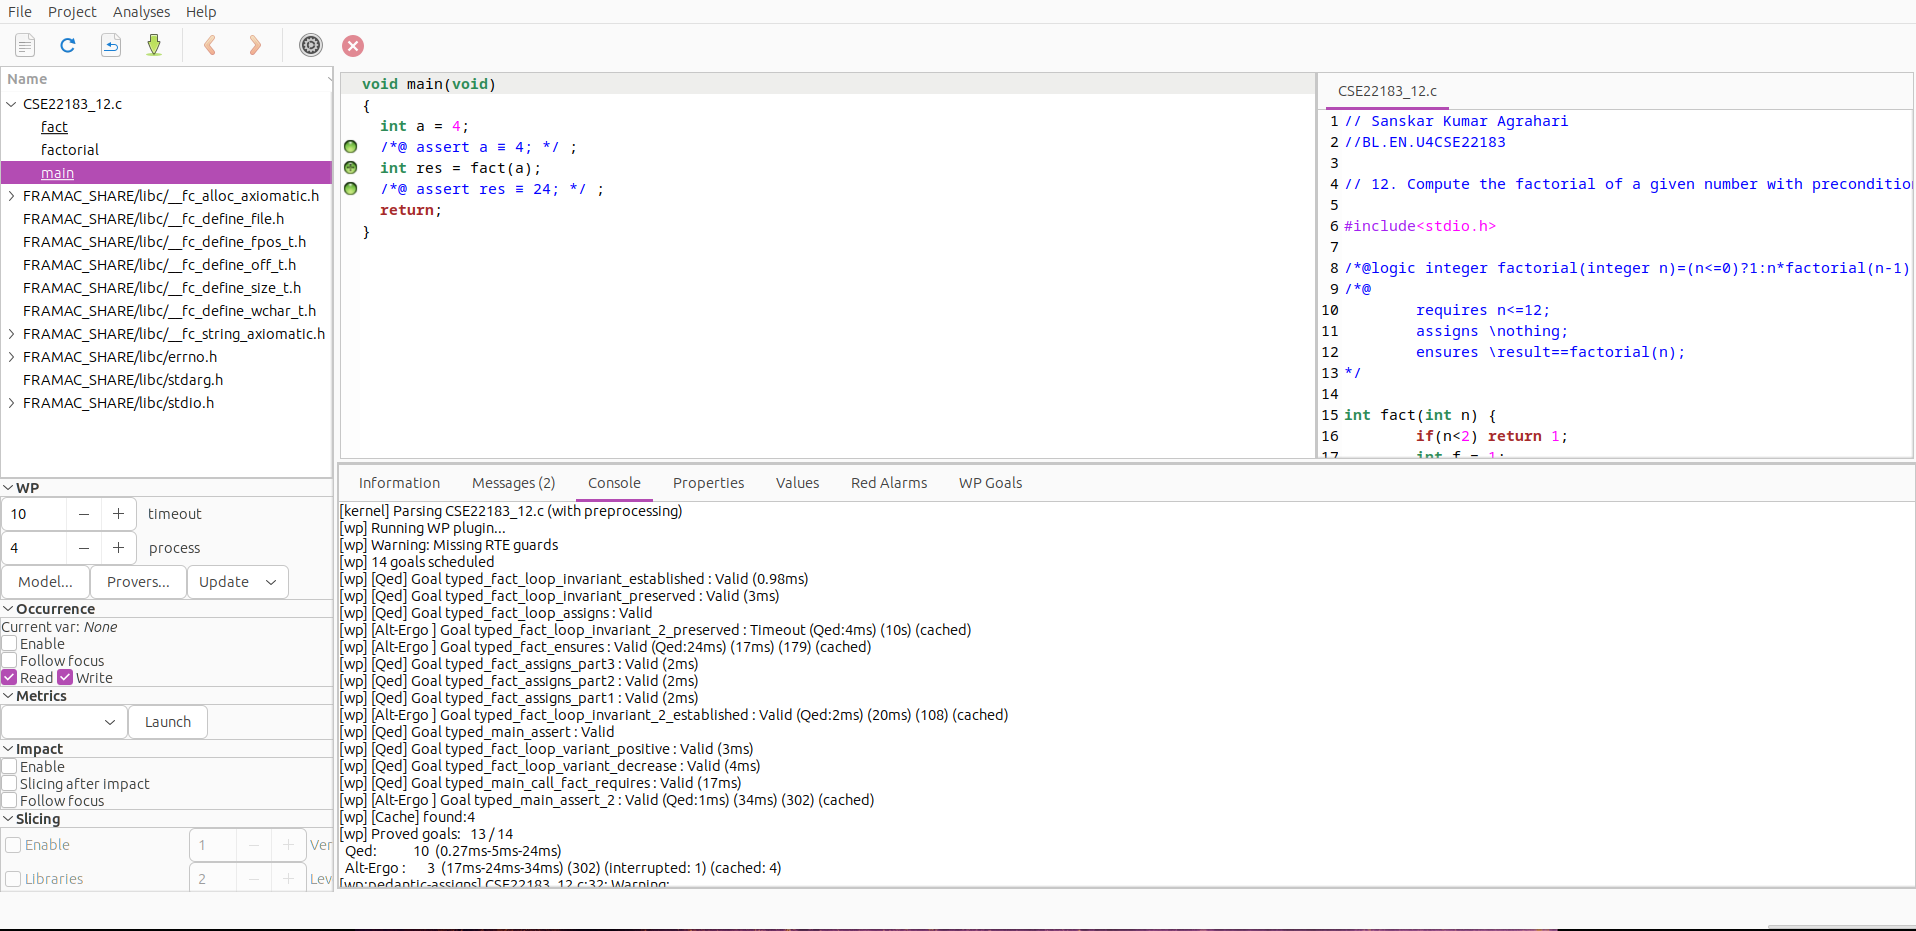 File Project Analyses Help
Name
CSE22183_12.c
fact
factorial
main
FRAMAC_SHARE/libc/__fc_alloc_axiomatic.h
FRAMAC_SHARE/libc/__fc_define_file.h
FRAMAC_SHARE/libc/__fc_define_fpos_t.h
FRAMAC_SHARE/libc/__fc_define_off_t.h
FRAMAC_SHARE/libc/__fc_define_size_t.h
FRAMAC_SHARE/libc/__fc_define_wchar_t.h
FRAMAC_SHARE/libc/__fc_string_axiomatic.h
FRAMAC_SHARE/libc/errno.h
FRAMAC_SHARE/libc/stdarg.h
FRAMAC_SHARE/libc/stdio.h
WP
10 − + timeout
4 − + process
Model... Provers... Update
Occurrence
Current var: None
Enable
Follow focus
Read Write
Metrics
Launch
Impact
Enable
Slicing after impact
Follow focus
Slicing
Enable 1 − + Ver
Libraries 2 − + Lev
void main(void)
{
int a = 4;
/*@ assert a ≡ 4; */ ;
int res = fact(a);
/*@ assert res ≡ 24; */ ;
return;
}
CSE22183_12.c
1 // Sanskar Kumar Agrahari
2 //BL.EN.U4CSE22183
3
4 // 12. Compute the factorial of a given number with preconditio
5
6 #include<stdio.h>
7
8 /*@logic integer factorial(integer n)=(n<=0)?1:n*factorial(n-1)
9 /*@
10 requires n<=12;
11 assigns \nothing;
12 ensures \result==factorial(n);
13 */
14
15 int fact(int n) {
16 if(n<2) return 1;
17 int f = 1;
Information Messages (2) Console Properties Values Red Alarms WP Goals
[kernel] Parsing CSE22183_12.c (with preprocessing)
[wp] Running WP plugin...
[wp] Warning: Missing RTE guards
[wp] 14 goals scheduled
[wp] [Qed] Goal typed_fact_loop_invariant_established : Valid (0.98ms)
[wp] [Qed] Goal typed_fact_loop_invariant_preserved : Valid (3ms)
[wp] [Qed] Goal typed_fact_loop_assigns : Valid
[wp] [Alt-Ergo ] Goal typed_fact_loop_invariant_2_preserved : Timeout (Qed:4ms) (10s) (cached)
[wp] [Alt-Ergo ] Goal typed_fact_ensures : Valid (Qed:24ms) (17ms) (179) (cached)
[wp] [Qed] Goal typed_fact_assigns_part3 : Valid (2ms)
[wp] [Qed] Goal typed_fact_assigns_part2 : Valid (2ms)
[wp] [Qed] Goal typed_fact_assigns_part1 : Valid (2ms)
[wp] [Alt-Ergo ] Goal typed_fact_loop_invariant_2_established : Valid (Qed:2ms) (20ms) (108) (cached)
[wp] [Qed] Goal typed_main_assert : Valid
[wp] [Qed] Goal typed_fact_loop_variant_positive : Valid (3ms)
[wp] [Qed] Goal typed_fact_loop_variant_decrease : Valid (4ms)
[wp] [Qed] Goal typed_main_call_fact_requires : Valid (17ms)
[wp] [Alt-Ergo ] Goal typed_main_assert_2 : Valid (Qed:1ms) (34ms) (302) (cached)
[wp] [Cache] found:4
[wp] Proved goals: 13 / 14
Qed: 10 (0.27ms-5ms-24ms)
Alt-Ergo : 3 (17ms-24ms-34ms) (302) (interrupted: 1) (cached: 4)
[wp:pedantic-assigns] CSE22183_12.c:32: Warning: